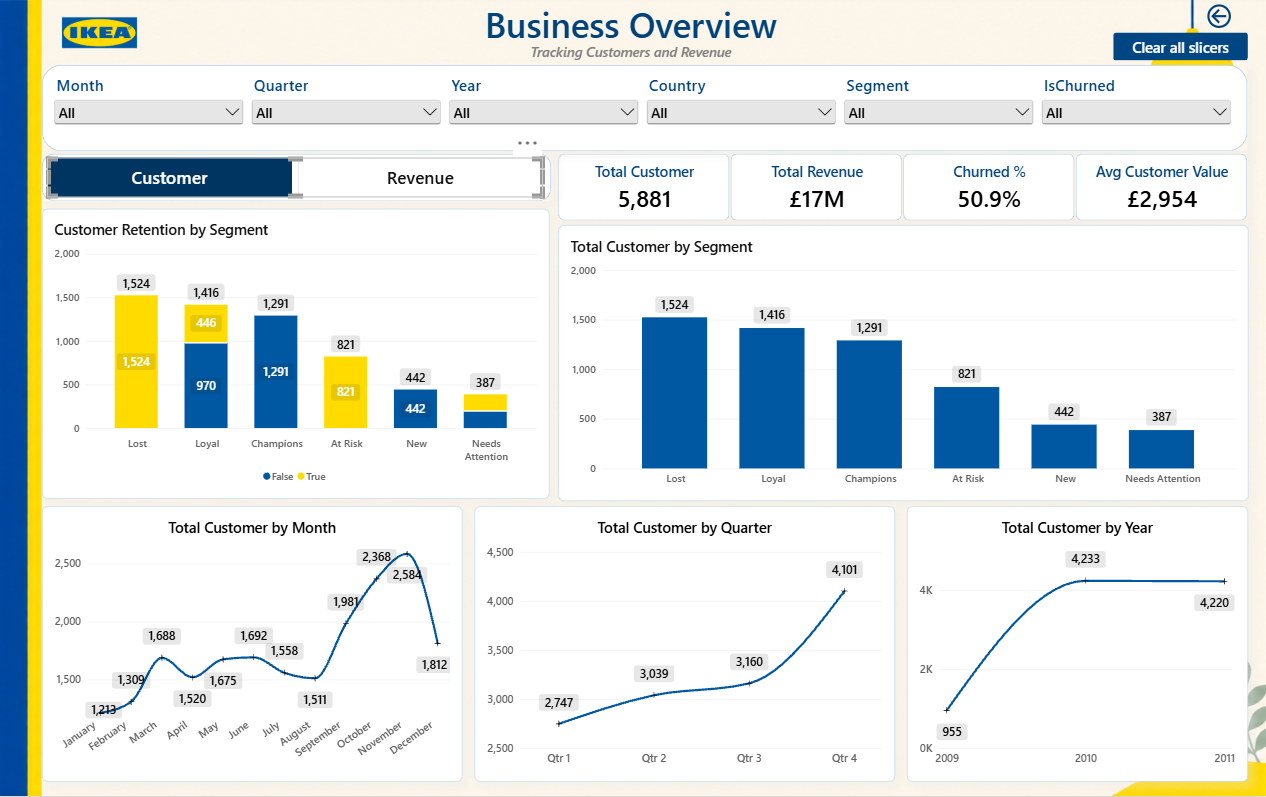 IKEA
Business Overview
Tracking Customers and Revenue
Clear all slicers
Month
Quarter
Year
Country
Segment
IsChurned
All
All
All
All
All
All
Customer
Revenue
Total Customer
5,881
Total Revenue
£17M
Churned %
50.9%
Avg Customer Value
£2,954
Customer Retention by Segment
2,000
1,500
1,000
500
0
1,524
1,416
1,291
821
442
387
1,524
446
970
1,291
821
442
Lost
Loyal
Champions
At Risk
New
Needs
Attention
False
True
Total Customer by Segment
2,000
1,500
1,000
500
0
1,524
1,416
1,291
821
442
387
Lost
Loyal
Champions
At Risk
New
Needs Attention
Total Customer by Month
2,500
2,000
1,500
1,213
1,309
1,688
1,520
1,675
1,692
1,558
1,511
1,981
2,368
2,584
1,812
January
February
March
April
May
June
July
August
September
October
November
December
Total Customer by Quarter
4,500
4,000
3,500
3,000
2,500
2,747
3,039
3,160
4,101
Qtr 1
Qtr 2
Qtr 3
Qtr 4
Total Customer by Year
4K
2K
0K
955
4,233
4,220
2009
2010
2011